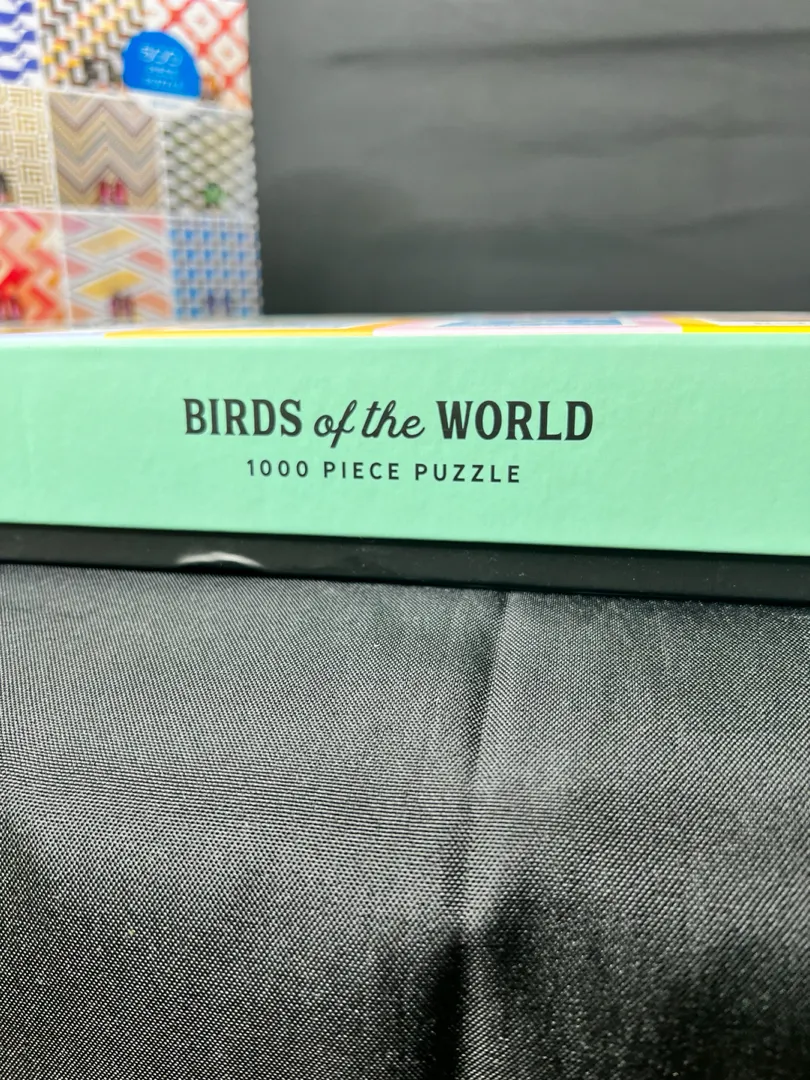 BIRDS of the WORLD
1000 PIECE PUZZLE